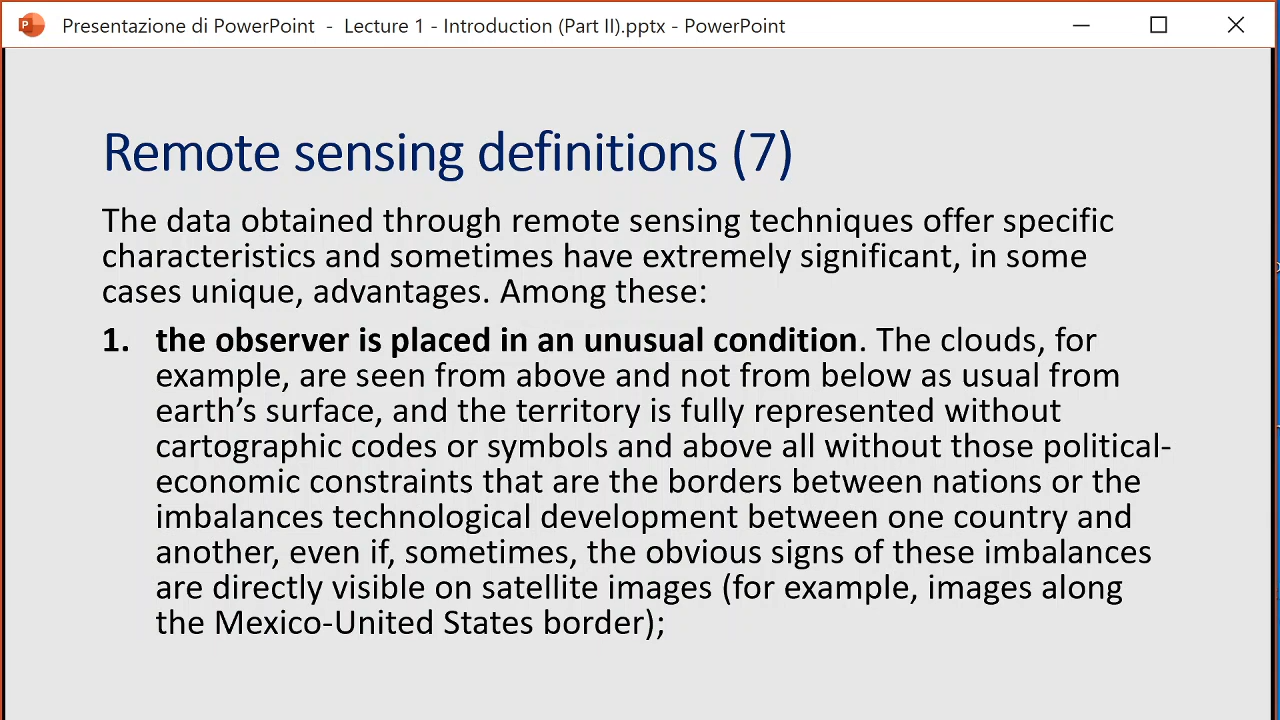 Presentazione di PowerPoint - Lecture 1 - Introduction (Part II).pptx - PowerPoint
Remote sensing definitions (7)
The data obtained through remote sensing techniques offer specific
characteristics and sometimes have extremely significant, in some
cases unique, advantages. Among these:
1. the observer is placed in an unusual condition. The clouds, for
example, are seen from above and not from below as usual from
earth’s surface, and the territory is fully represented without
cartographic codes or symbols and above all without those political-
economic constraints that are the borders between nations or the
imbalances technological development between one country and
another, even if, sometimes, the obvious signs of these imbalances
are directly visible on satellite images (for example, images along
the Mexico-United States border);